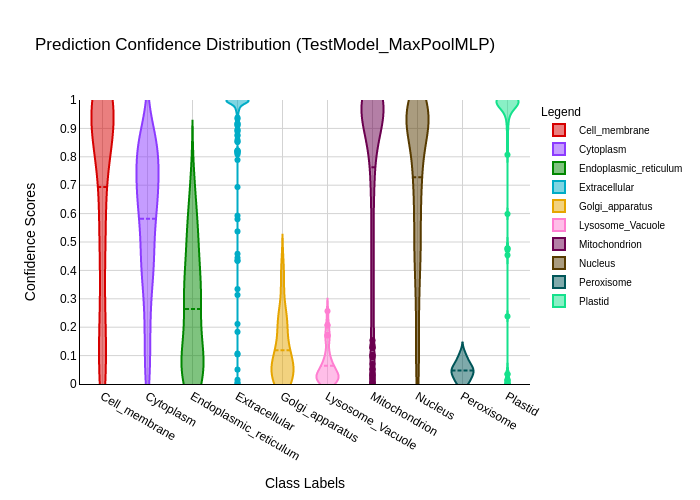 Prediction Confidence Distribution (TestModel_MaxPoolMLP)
1
0.9
0.8
0.7
0.6
0.5
0.4
0.3
0.2
0.1
0
Confidence Scores
Cell_membrane
Cytoplasm
Endoplasmic_reticulum
Extracellular
Golgi_apparatus
Lysosome_Vacuole
Mitochondrion
Nucleus
Peroxisome
Plastid
Class Labels
Legend
Cell_membrane
Cytoplasm
Endoplasmic_reticulum
Extracellular
Golgi_apparatus
Lysosome_Vacuole
Mitochondrion
Nucleus
Peroxisome
Plastid